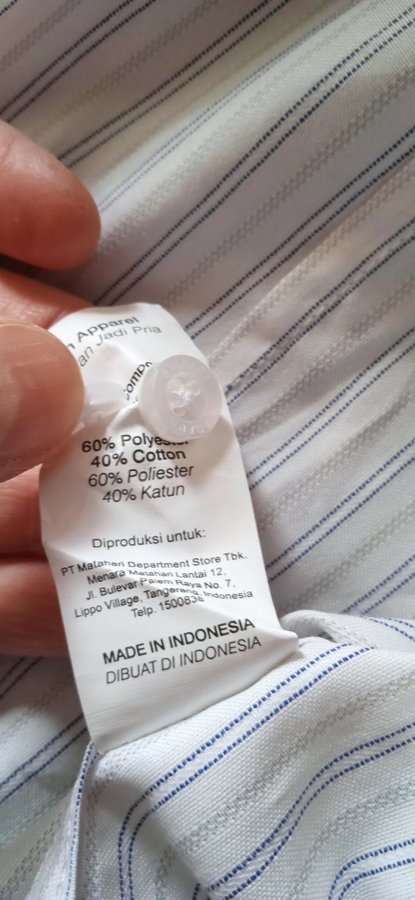 Apparel
Jadi Pria
60%
40% Cotton
60% Poliester
40% Katun
Diproduksi untuk:
PT Matahari Department Store Tbk.
Menara Matahari Lantai 12,
Jl. Bulevar Palem Raya No. 7,
Lippo Village, Tangerang, Indonesia
Telp.
MADE IN INDONESIA
DIBUAT DI INDONESIA